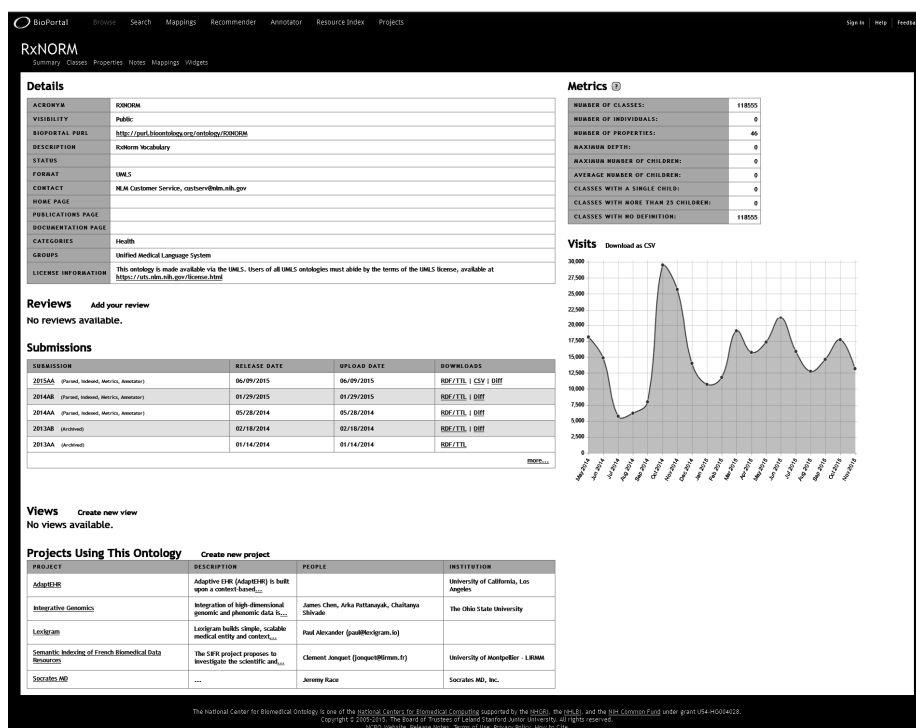 BioPortal Browse Search Mappings Recommender Annotator Resource Index Projects
Sign In Help Feedba
RxNORM
Summary Classes Properties Notes Mappings Widgets
Details
ACRONYM RXNORM
VISIBILITY Public
BIOPORTAL PURL http://purl.bioontology.org/ontology/RXNORM
DESCRIPTION RxNorm Vocabulary
STATUS
FORMAT UMLS
CONTACT NLM Customer Service, custserv@nlm.nih.gov
HOME PAGE
PUBLICATIONS PAGE
DOCUMENTATION PAGE
CATEGORIES Health
GROUPS Unified Medical Language System
LICENSE INFORMATION This ontology is made available via the UMLS. Users of all UMLS ontologies must abide by the terms of the UMLS license, available at
https://uts.nlm.nih.gov/license.html
Reviews Add your review
No reviews available.
Submissions
SUBMISSION RELEASE DATE UPLOAD DATE DOWNLOADS
2015AA (Parsed, Indexed, Metrics, Annotator) 06/09/2015 06/09/2015 RDF/TTL | CSV | Diff
2014AB (Parsed, Indexed, Metrics, Annotator) 01/29/2015 01/29/2015 RDF/TTL | Diff
2014AA (Parsed, Indexed, Metrics, Annotator) 05/28/2014 05/28/2014 RDF/TTL | Diff
2013AB (Archived) 02/18/2014 02/18/2014 RDF/TTL | Diff
2013AA (Archived) 01/14/2014 01/14/2014 RDF/TTL
more...
Views Create new view
No views available.
Projects Using This Ontology Create new project
PROJECT DESCRIPTION PEOPLE INSTITUTION
AdaptEHR Adaptive EHR (AdaptEHR) is built upon a context-based... University of California, Los Angeles
Integrative Genomics Integration of high-dimensional genomic and phenomic data is... James Chen, Arka Pattanayak, Chaitanya Shivade The Ohio State University
Lexigram Lexigram builds simple, scalable medical entity and context... Paul Alexander (paul@lexigram.io)
Semantic Indexing of French Biomedical Data Resources The SIFR project proposes to investigate the scientific and... Clement Jonquet (jonquet@lirmm.fr) University of Montpellier - LIRMM
Socrates MD ... Jeremy Race Socrates MD, Inc.
Metrics ?
NUMBER OF CLASSES: 118555
NUMBER OF INDIVIDUALS: 0
NUMBER OF PROPERTIES: 46
MAXIMUM DEPTH: 0
MAXIMUM NUMBER OF CHILDREN: 0
AVERAGE NUMBER OF CHILDREN: 0
CLASSES WITH A SINGLE CHILD: 0
CLASSES WITH MORE THAN 25 CHILDREN: 0
CLASSES WITH NO DEFINITION: 118555
Visits Download as CSV
30,000
27,500
25,000
22,500
20,000
17,500
15,000
12,500
10,000
7,500
5,000
2,500
0
May 2014 Jun 2014 Jul 2014 Aug 2014 Sep 2014 Oct 2014 Nov 2014 Dec 2014 Jan 2015 Feb 2015 Mar 2015 Apr 2015 May 2015 Jun 2015 Jul 2015 Aug 2015 Sep 2015 Oct 2015 Nov 2015
The National Center for Biomedical Ontology is one of the National Centers for Biomedical Computing supported by the NHGRI, the NHLBI, and the NIH Common Fund under grant U54-HG004028.
Copyright © 2005-2015, The Board of Trustees of Leland Stanford Junior University. All rights reserved.
NCBO Website Release Notes Terms of Use Privacy Policy How to Cite